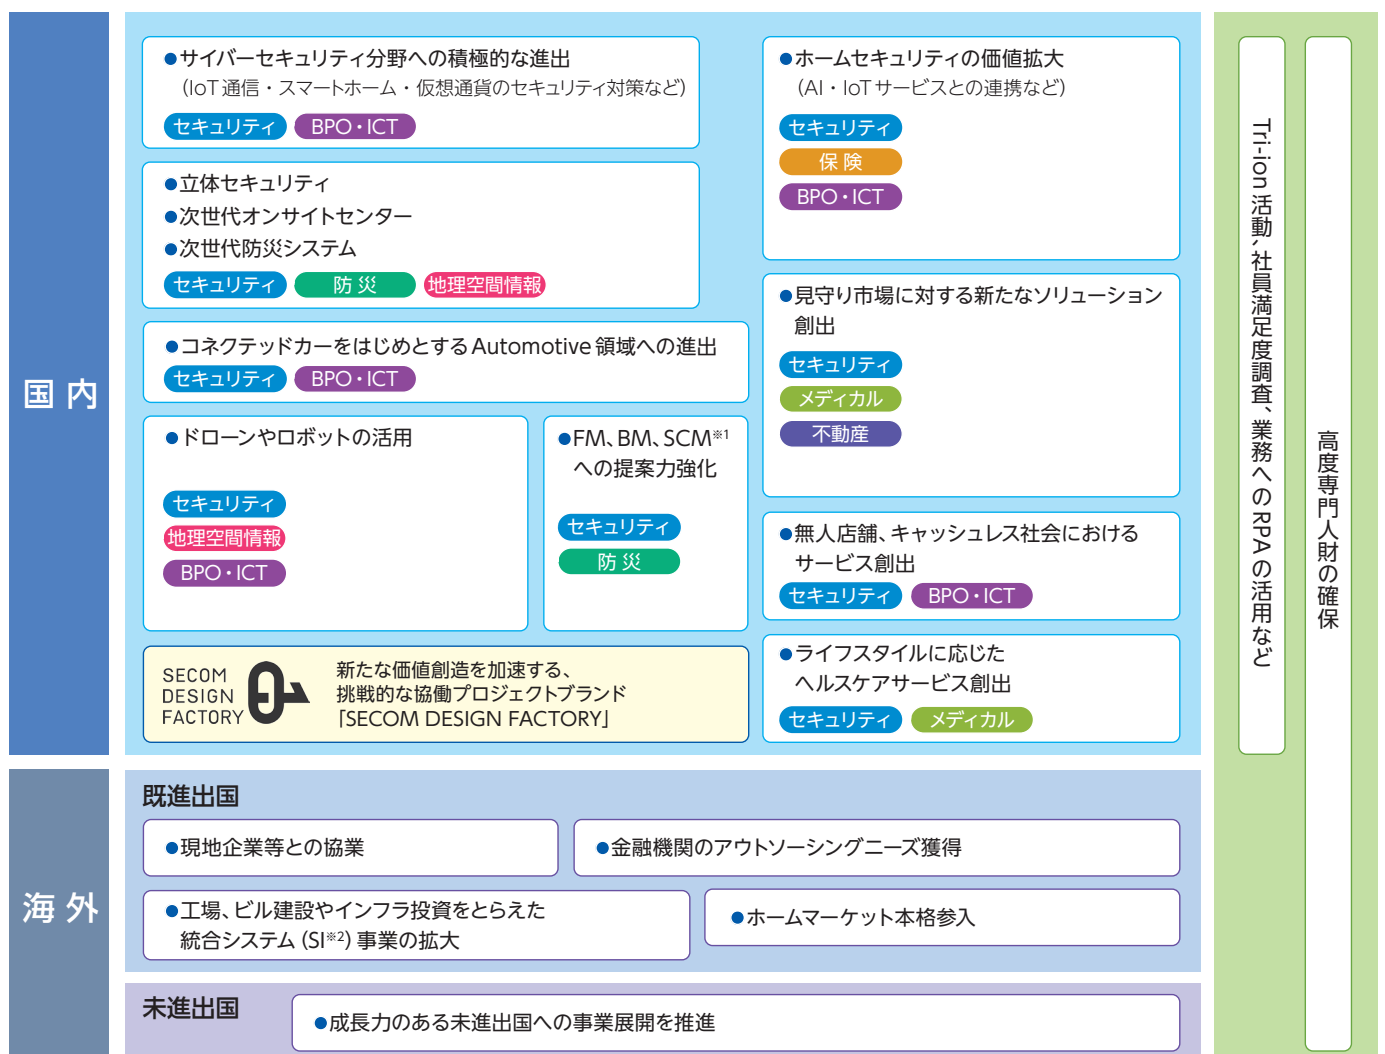 国内
●サイバーセキュリティ分野への積極的な進出
(IoT通信・スマートホーム・仮想通貨のセキュリティ対策など)
セキュリティ BPO・ICT
●立体セキュリティ
●次世代オンサイトセンター
●次世代防災システム
セキュリティ 防災 地理空間情報
●コネクテッドカーをはじめとするAutomotive領域への進出
セキュリティ BPO・ICT
●ドローンやロボットの活用
セキュリティ
地理空間情報
BPO・ICT
●FM、BM、SCM※1
への提案力強化
セキュリティ
防災
SECOM
DESIGN
FACTORY
新たな価値創造を加速する、
挑戦的な協働プロジェクトブランド
「SECOM DESIGN FACTORY」
●ホームセキュリティの価値拡大
(AI・IoTサービスとの連携など)
セキュリティ
保険
BPO・ICT
●見守り市場に対する新たなソリューション
創出
セキュリティ
メディカル
不動産
●無人店舗、キャッシュレス社会における
サービス創出
セキュリティ BPO・ICT
●ライフスタイルに応じた
ヘルスケアサービス創出
セキュリティ メディカル
海外
既進出国
●現地企業等との協業
●金融機関のアウトソーシングニーズ獲得
●工場、ビル建設やインフラ投資をとらえた
統合システム(SI※2)事業の拡大
●ホームマーケット本格参入
未進出国
●成長力のある未進出国への事業展開を推進
Tri-ion活動、社員満足度調査、業務へのRPAの活用など
高度専門人財の確保